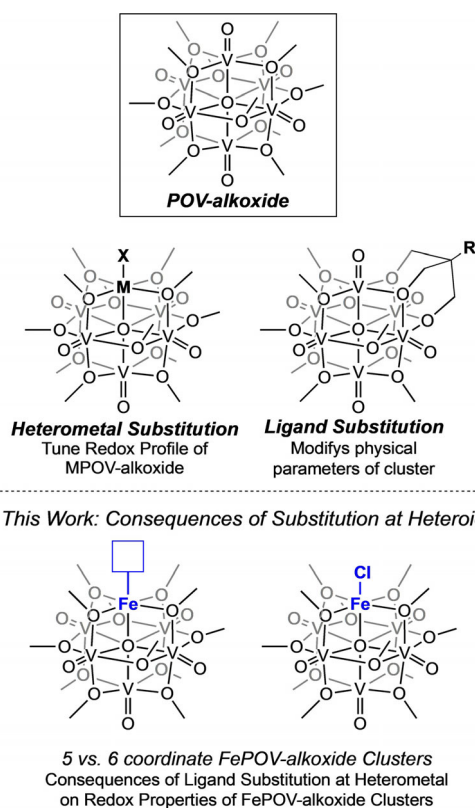 O
O V O
O O
O V V O
O O O
V V
O O O
O O
O V O
O
POV-alkoxide
X
O M O
O O
O V V O
O
V V
O O O
O O
O V O
O
Heterometal Substitution
Tune Redox Profile of
MPOV-alkoxide
O
R
O V O
O O
O V V O
O
V V
O O O
O O
O V O
O
Ligand Substitution
Modifys physical
parameters of cluster
This Work: Consequences of Substitution at Heteroi
O Fe O
O O
O V V O
O
V V
O O O
O O
O V O
O
Cl
O Fe O
O O
O V V O
O
V V
O O O
O O
O V O
O
5 vs. 6 coordinate FePOV-alkoxide Clusters
Consequences of Ligand Substitution at Heterometal
on Redox Properties of FePOV-alkoxide Clusters